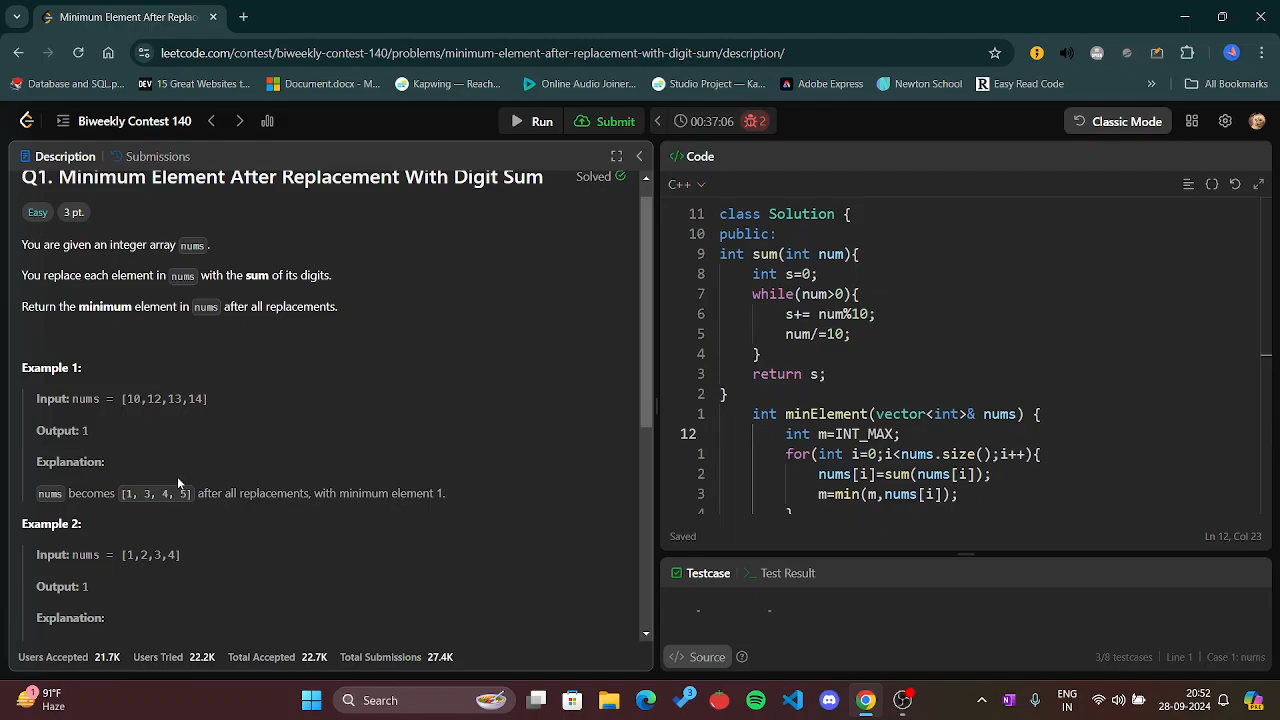 Minimum Element After Replac
leetcode.com/contest/biweekly-contest-140/problems/minimum-element-after-replacement-with-digit-sum/description/
Database and SQL p...
DEV 15 Great Websites t...
Document.docx - M...
Kapwing — Reach...
Online Audio Joiner...
Studio Project — Ka...
Adobe Express
Newton School
R Easy Read Code
» All Bookmarks
Biweekly Contest 140
Run
Submit
00:37:06
2
Classic Mode
Description
Submissions
Q1. Minimum Element After Replacement With Digit Sum
Solved
Easy
3 pt.
You are given an integer array nums.
You replace each element in nums with the sum of its digits.
Return the minimum element in nums after all replacements.
Example 1:
Input: nums = [10,12,13,14]
Output: 1
Explanation:
nums becomes [1, 3, 4, 5] after all replacements, with minimum element 1.
Example 2:
Input: nums = [1,2,3,4]
Output: 1
Explanation:
Users Accepted 21.7K
Users Tried 22.2K
Total Accepted 22.7K
Total Submissions 27.4K
</> Code
C++
11 class Solution {
10 public:
9 int sum(int num){
8 int s=0;
7 while(num>0){
6 s+= num%10;
5 num/=10;
4 }
3 return s;
2 }
1 int minElement(vector<int>& nums) {
12 int m=INT_MAX;
1 for(int i=0;i<nums.size();i++){
2 nums[i]=sum(nums[i]);
3 m=min(m,nums[i]);
4 }
Saved
Ln 12, Col 23
Testcase
>_ Test Result
</> Source
3/8 testcases
Line 1
Case 1: nums
1
91°F
Haze
Search
3
ENG
IN
20:52
28-09-2024